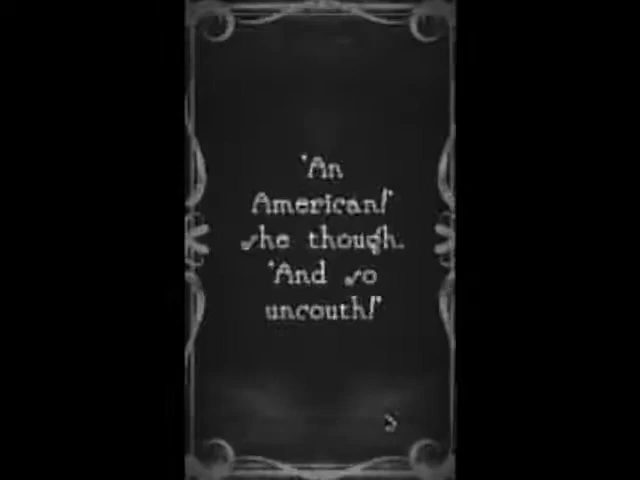 'An
American!'
she though.
'And so
uncouth!'